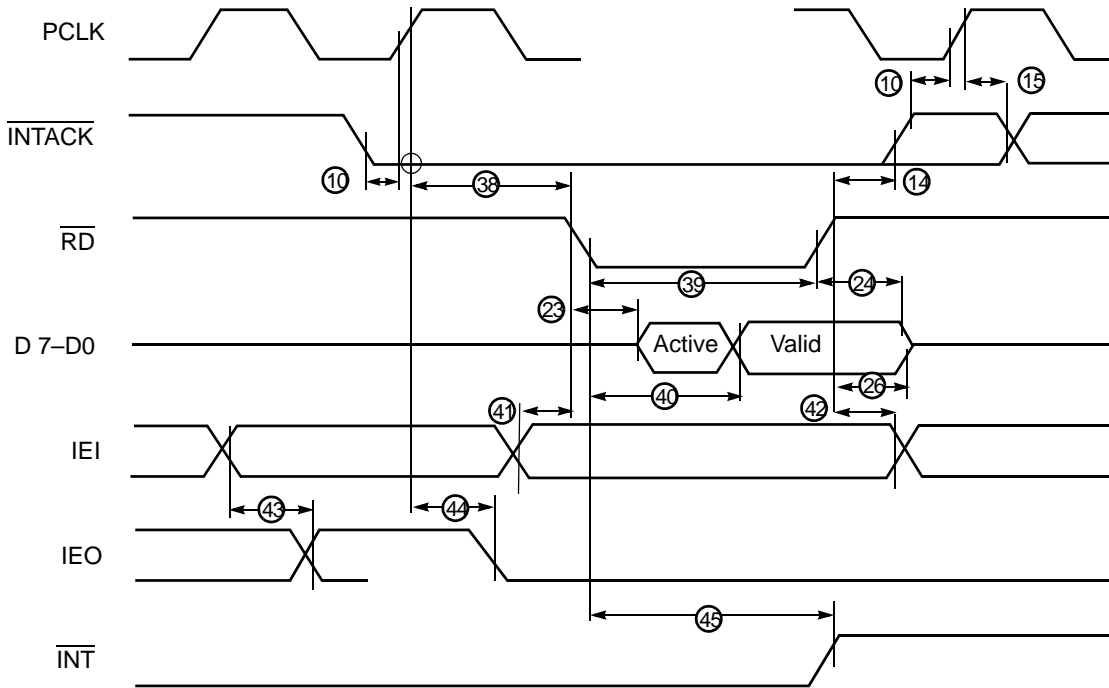 PCLK
10
15
INTACK
10
38
14
RD
39
24
23
D 7–D0
Active
Valid
26
40
41
42
IEI
43
44
IEO
45
INT